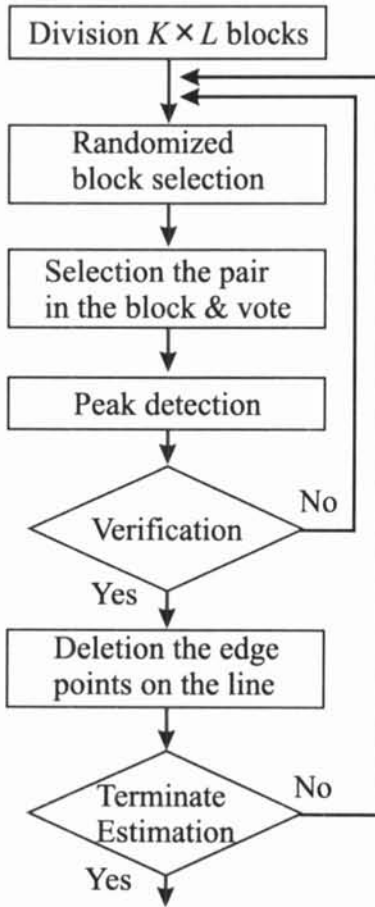 Division K×L blocks
Randomized
block selection
Selection the pair
in the block & vote
Peak detection
Verification
No
Yes
Deletion the edge
points on the line
Terminate
Estimation
No
Yes